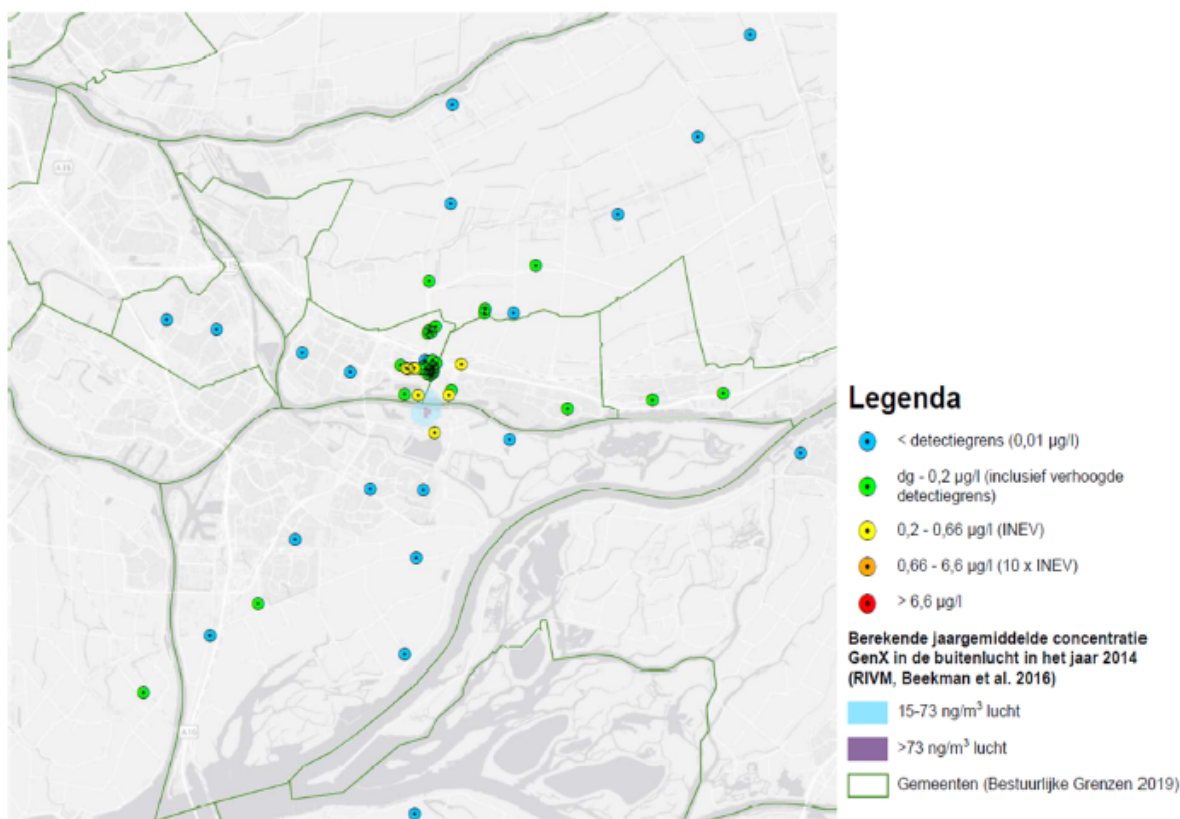 A16
A15
Legenda
< detectiegrens (0,01 µg/l)
dg - 0,2 µg/l (inclusief verhoogde
detectiegrens)
0,2 - 0,66 µg/l (INEV)
0,66 - 6,6 µg/l (10 x INEV)
> 6,6 µg/l
Berekende jaargemiddelde concentratie
GenX in de buitenlucht in het jaar 2014
(RIVM, Beekman et al. 2016)
15-73 ng/m³ lucht
>73 ng/m³ lucht
Gemeenten (Bestuurlijke Grenzen 2019)